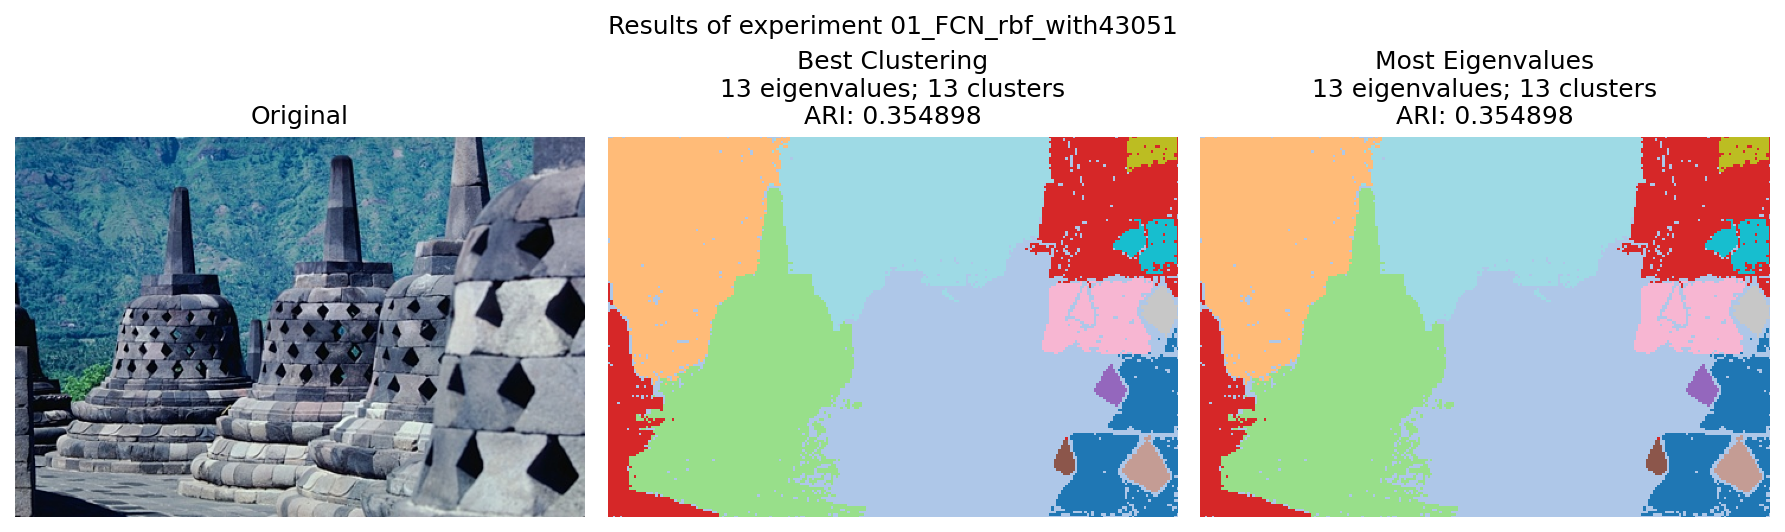 Results of experiment 01_FCN_rbf_with43051
Original
Best Clustering
13 eigenvalues; 13 clusters
ARI: 0.354898
Most Eigenvalues
13 eigenvalues; 13 clusters
ARI: 0.354898